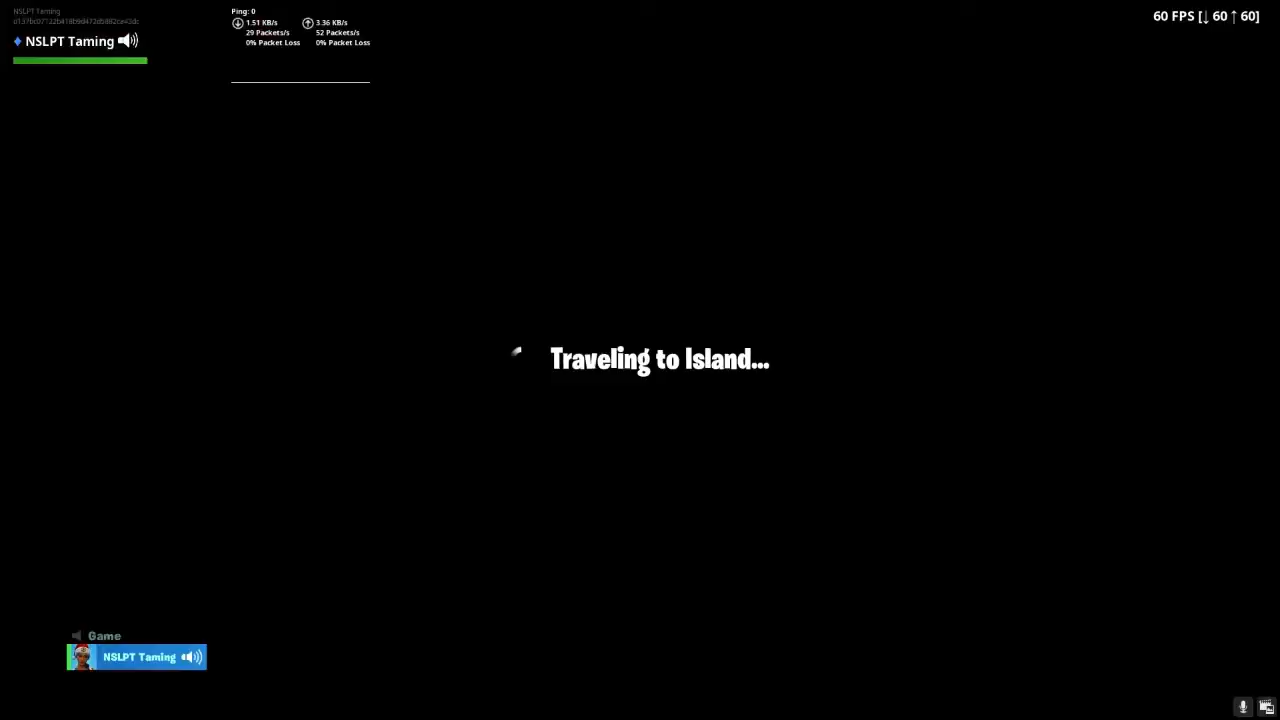 NSLPT Taming
NSLPT Taming
Ping: 0
1.51 KB/s 3.36 KB/s
29 Packets/s 52 Packets/s
0% Packet Loss 0% Packet Loss
60 FPS [↓ 60 ↑ 60]
Traveling to Island...
Game
NSLPT Taming